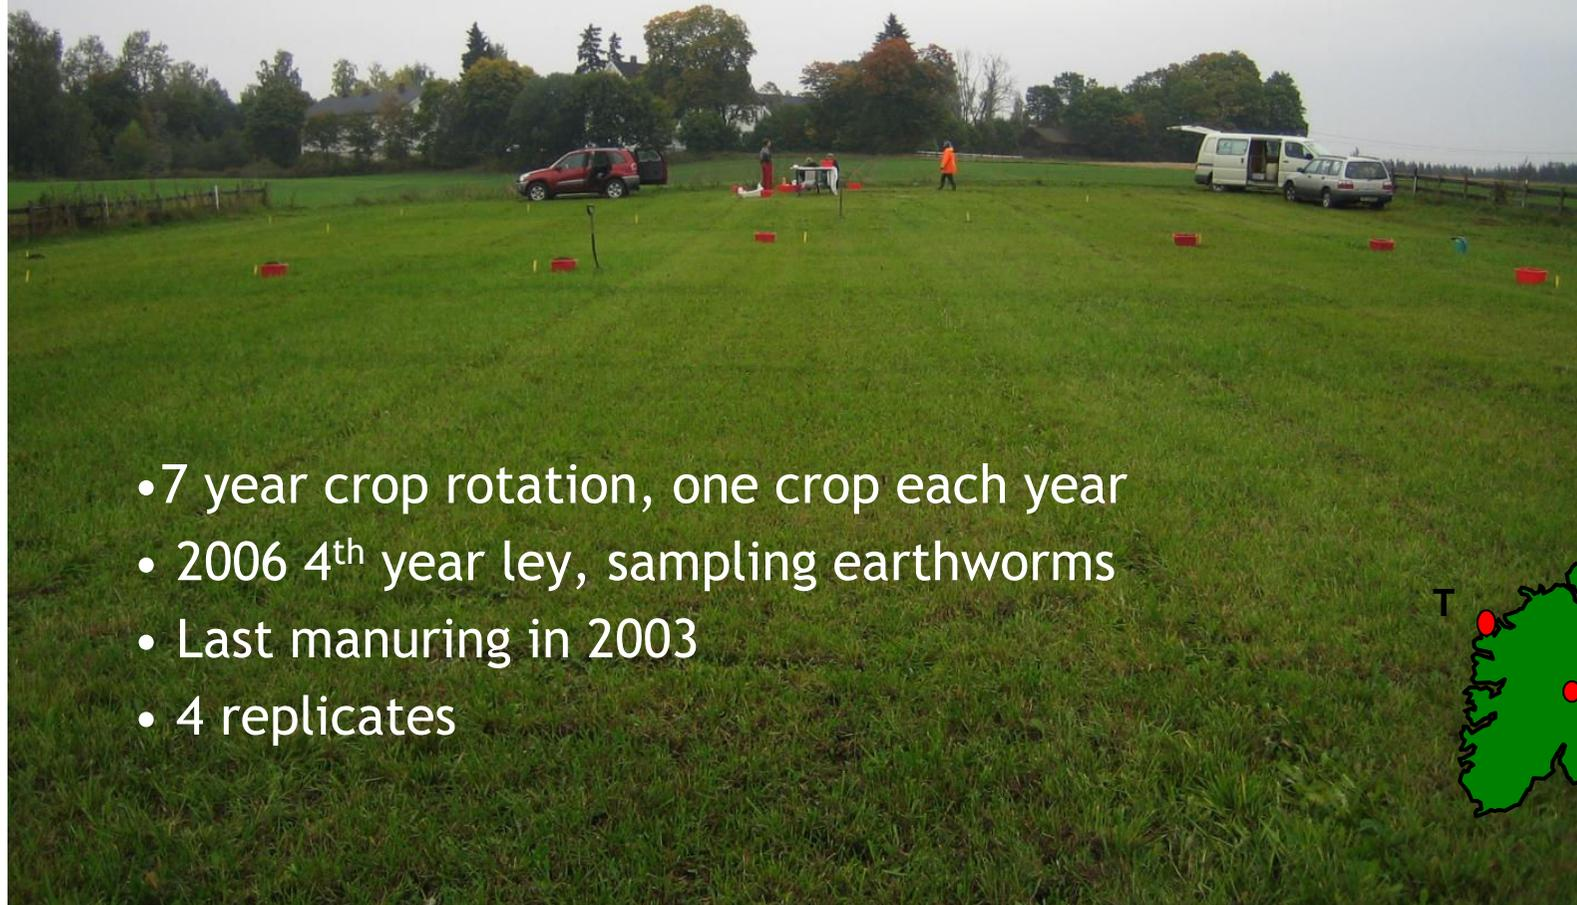 •7 year crop rotation, one crop each year
• 2006 4th year ley, sampling earthworms
• Last manuring in 2003
• 4 replicates
T